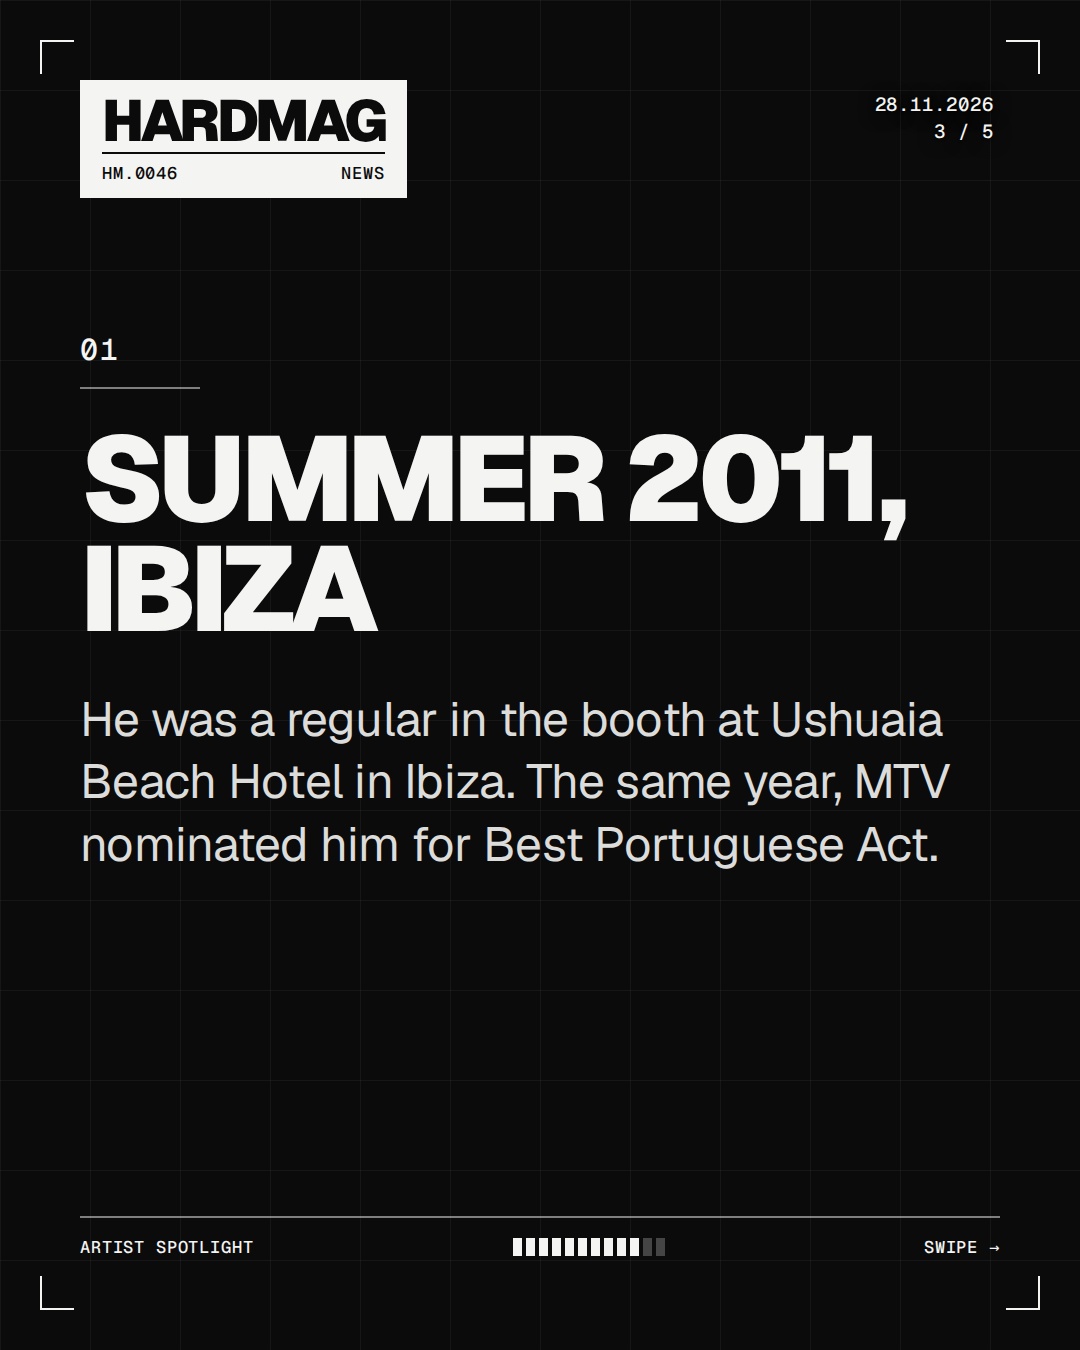 HARDMAG
HM.0046 NEWS
28.11.2026
3 / 5
01
SUMMER 2011,
IBIZA
He was a regular in the booth at Ushuaia
Beach Hotel in Ibiza. The same year, MTV
nominated him for Best Portuguese Act.
ARTIST SPOTLIGHT
SWIPE →